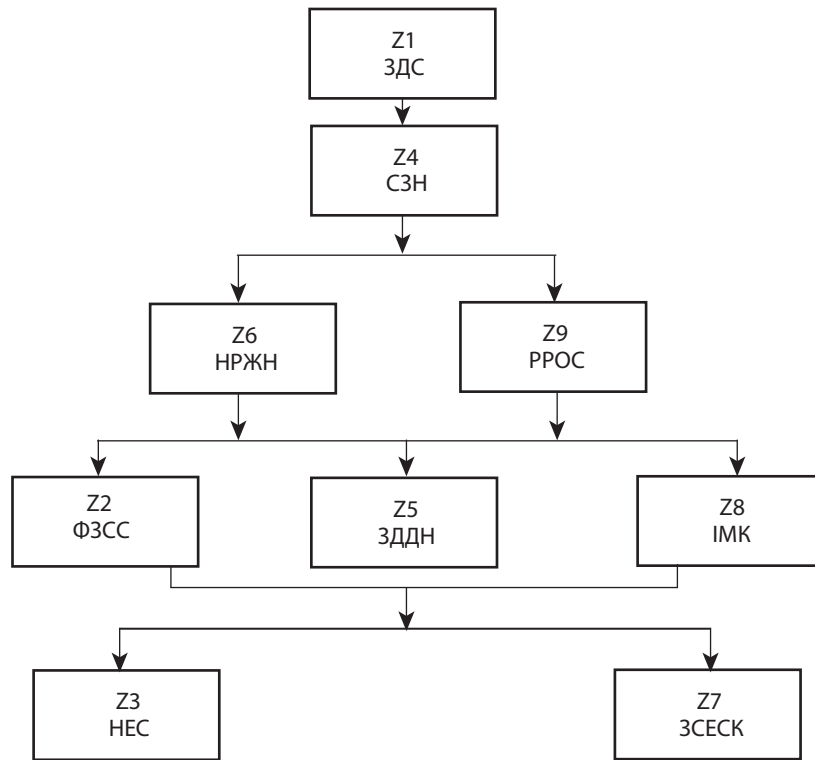 Z1
ЗДС
Z4
СЗН
Z6
НРЖН
Z9
РРОС
Z2
ФЗСС
Z5
ЗДДН
Z8
ІМК
Z3
НЕС
Z7
ЗСЕСК